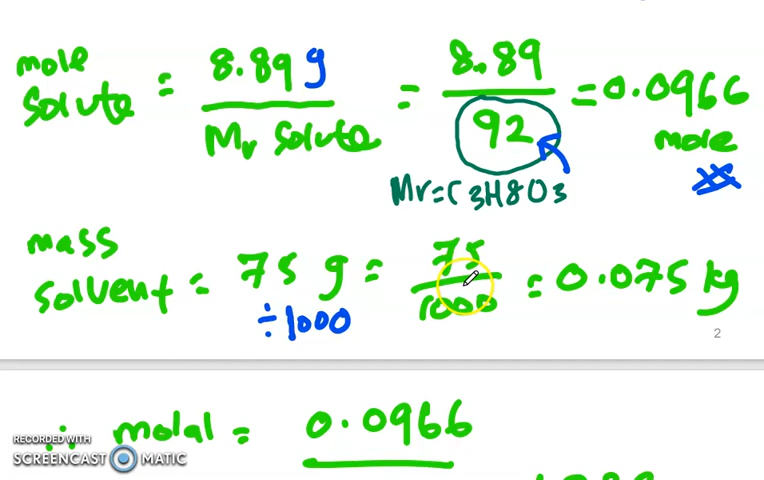 mole solute = 8.89 g / Mr solute = 8.89 / 92 = 0.0966 mole
Mr = C3H8O3
mass solvent = 75 g = 75 / 1000 = 0.075 kg
÷1000
2
∴ molal = 0.0966
RECORDED WITH
SCREENCAST MATIC